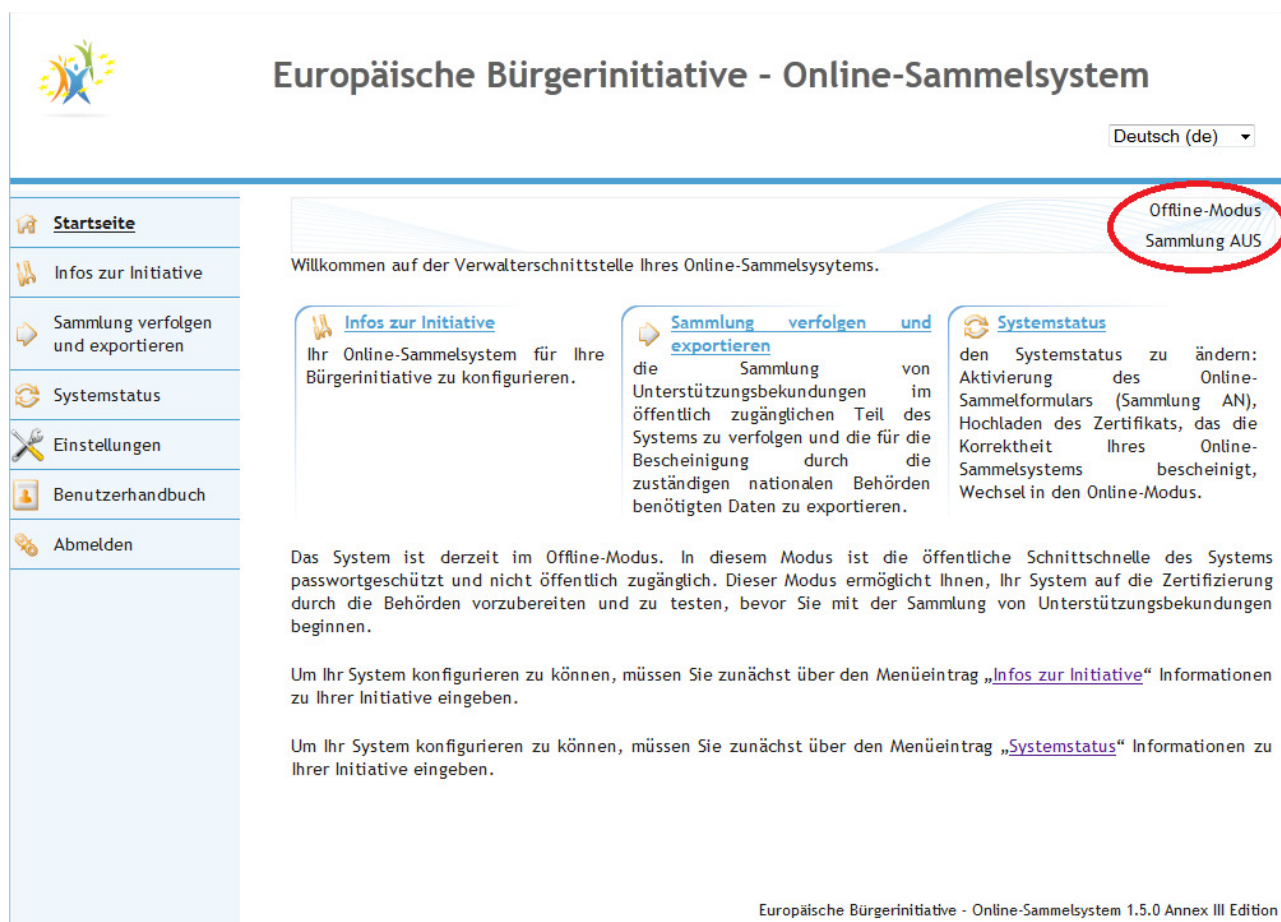 Europäische Bürgerinitiative - Online-Sammelsystem
Deutsch (de)
Startseite
Infos zur Initiative
Sammlung verfolgen
und exportieren
Systemstatus
Einstellungen
Benutzerhandbuch
Abmelden
Offline-Modus
Sammlung AUS
Willkommen auf der Verwalterschnittstelle Ihres Online-Sammelsysytems.
Infos zur Initiative
Ihr Online-Sammelsystem für Ihre
Bürgerinitiative zu konfigurieren.
Sammlung verfolgen und
exportieren
die Sammlung von
Unterstützungsbekundungen im
öffentlich zugänglichen Teil des
Systems zu verfolgen und die für die
Bescheinigung durch die
zuständigen nationalen Behörden
benötigten Daten zu exportieren.
Systemstatus
den Systemstatus zu ändern:
Aktivierung des Online-
Sammelformulars (Sammlung AN),
Hochladen des Zertifikats, das die
Korrektheit Ihres Online-
Sammelsystems bescheinigt,
Wechsel in den Online-Modus.
Das System ist derzeit im Offline-Modus. In diesem Modus ist die öffentliche Schnittschnelle des Systems
passwortgeschützt und nicht öffentlich zugänglich. Dieser Modus ermöglicht Ihnen, Ihr System auf die Zertifizierung
durch die Behörden vorzubereiten und zu testen, bevor Sie mit der Sammlung von Unterstützungsbekundungen
beginnen.
Um Ihr System konfigurieren zu können, müssen Sie zunächst über den Menüeintrag „Infos zur Initiative“ Informationen
zu Ihrer Initiative eingeben.
Um Ihr System konfigurieren zu können, müssen Sie zunächst über den Menüeintrag „Systemstatus“ Informationen zu
Ihrer Initiative eingeben.
Europäische Bürgerinitiative - Online-Sammelsystem 1.5.0 Annex III Edition